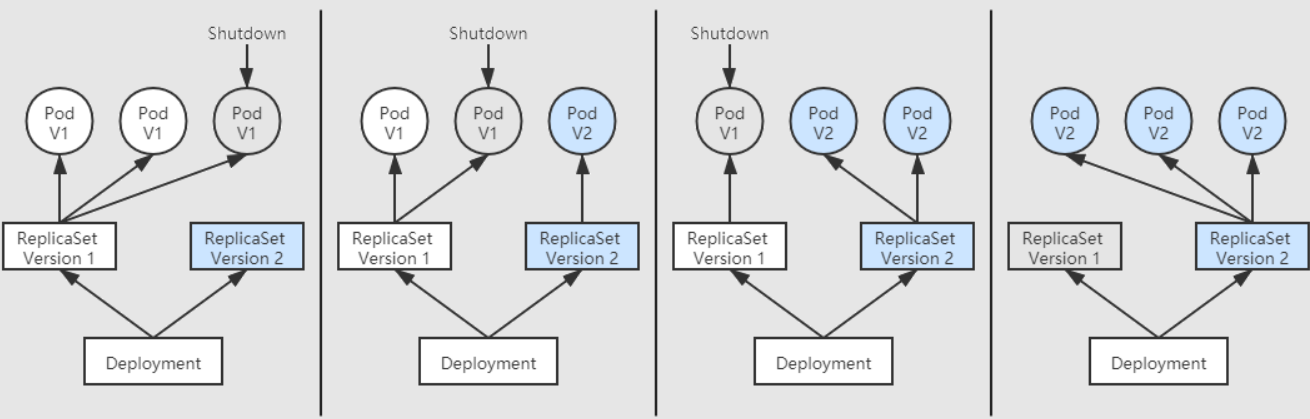 Shutdown
Pod
V1
Pod
V1
Pod
V1
ReplicaSet
Version 1
ReplicaSet
Version 2
Deployment
Shutdown
Pod
V1
Pod
V1
Pod
V2
ReplicaSet
Version 1
ReplicaSet
Version 2
Deployment
Shutdown
Pod
V1
Pod
V2
Pod
V2
ReplicaSet
Version 1
ReplicaSet
Version 2
Deployment
Pod
V2
Pod
V2
Pod
V2
ReplicaSet
Version 1
ReplicaSet
Version 2
Deployment